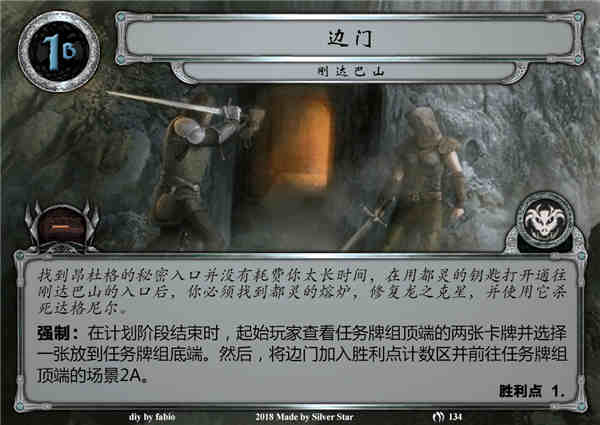 1B
边门
刚达巴山
找到昂杜格的秘密入口并没有耗费你太长时间，在用都灵的钥匙打开通往
刚达巴山的入口后，你必须找到都灵的熔炉，修复龙之克星，并使用它杀
死达格尼尔。
强制：在计划阶段结束时，起始玩家查看任务牌组顶端的两张卡牌并选择
一张放到任务牌组底端。然后，将边门加入胜利点计数区并前往任务牌组
顶端的场景2A。
胜利点 1.
diy by fabio 2018 Made by Silver Star 134